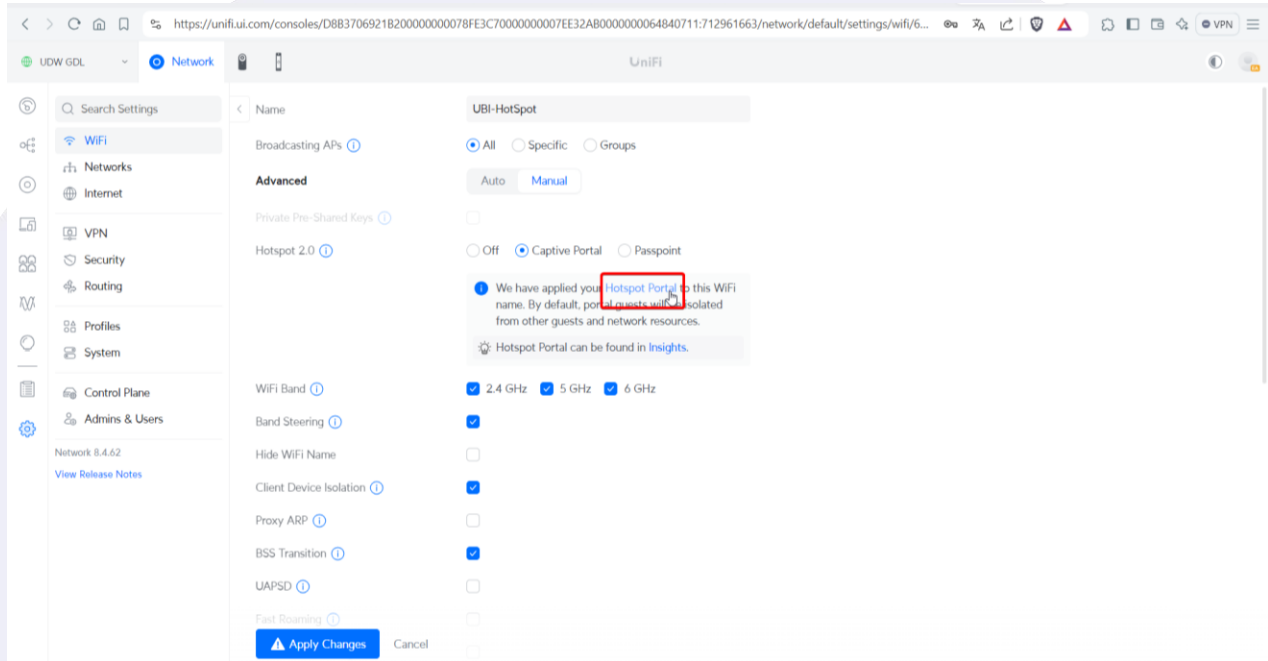 https://unifi.ui.com/consoles/D8B3706921B200000000078FE3C70000000007EE32AB0000000064840711:712961663/network/default/settings/wifi/6...
VPN
UDW GDL
Network
UniFi
Search Settings
WiFi
Networks
Internet
VPN
Security
Routing
Profiles
System
Control Plane
Admins & Users
Network 8.4.62
View Release Notes
Name UBI-HotSpot
Broadcasting APs All Specific Groups
Advanced Auto Manual
Private Pre-Shared Keys
Hotspot 2.0 Off Captive Portal Passpoint
We have applied your Hotspot Portal to this WiFi
name. By default, portal guests will be isolated
from other guests and network resources.
Hotspot Portal can be found in Insights.
WiFi Band 2.4 GHz 5 GHz 6 GHz
Band Steering
Hide WiFi Name
Client Device Isolation
Proxy ARP
BSS Transition
UAPSD
Fast Roaming
Apply Changes Cancel